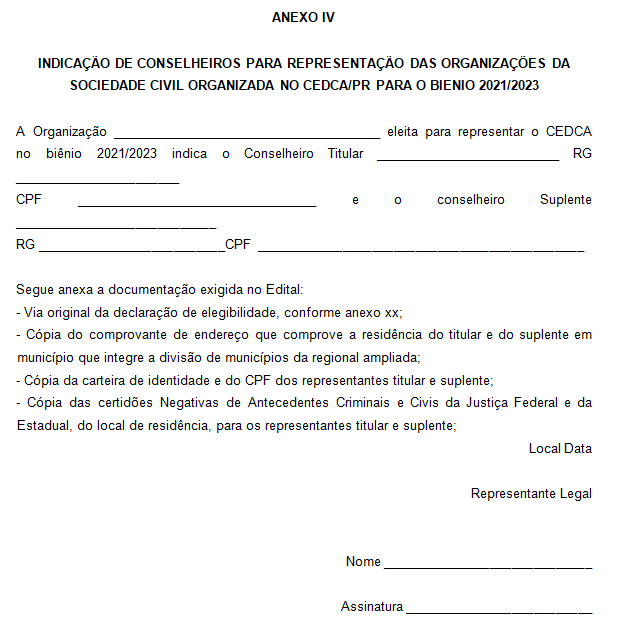 ANEXO IV
INDICAÇÃO DE CONSELHEIROS PARA REPRESENTAÇÃO DAS ORGANIZAÇÕES DA
SOCIEDADE CIVIL ORGANIZADA NO CEDCA/PR PARA O BIENIO 2021/2023
A Organização ___________________________________ eleita para representar o CEDCA
no biênio 2021/2023 indica o Conselheiro Titular ________________________ RG
______________________
CPF ________________________________ e o conselheiro Suplente
___________________________
RG _________________________CPF ____________________________________________
Segue anexa a documentação exigida no Edital:
- Via original da declaração de elegibilidade, conforme anexo xx;
- Cópia do comprovante de endereço que comprove a residência do titular e do suplente em
município que integre a divisão de municípios da regional ampliada;
- Cópia da carteira de identidade e do CPF dos representantes titular e suplente;
- Cópia das certidões Negativas de Antecedentes Criminais e Civis da Justiça Federal e da
Estadual, do local de residência, para os representantes titular e suplente;
Local Data
Representante Legal
Nome ____________________________
Assinatura _________________________